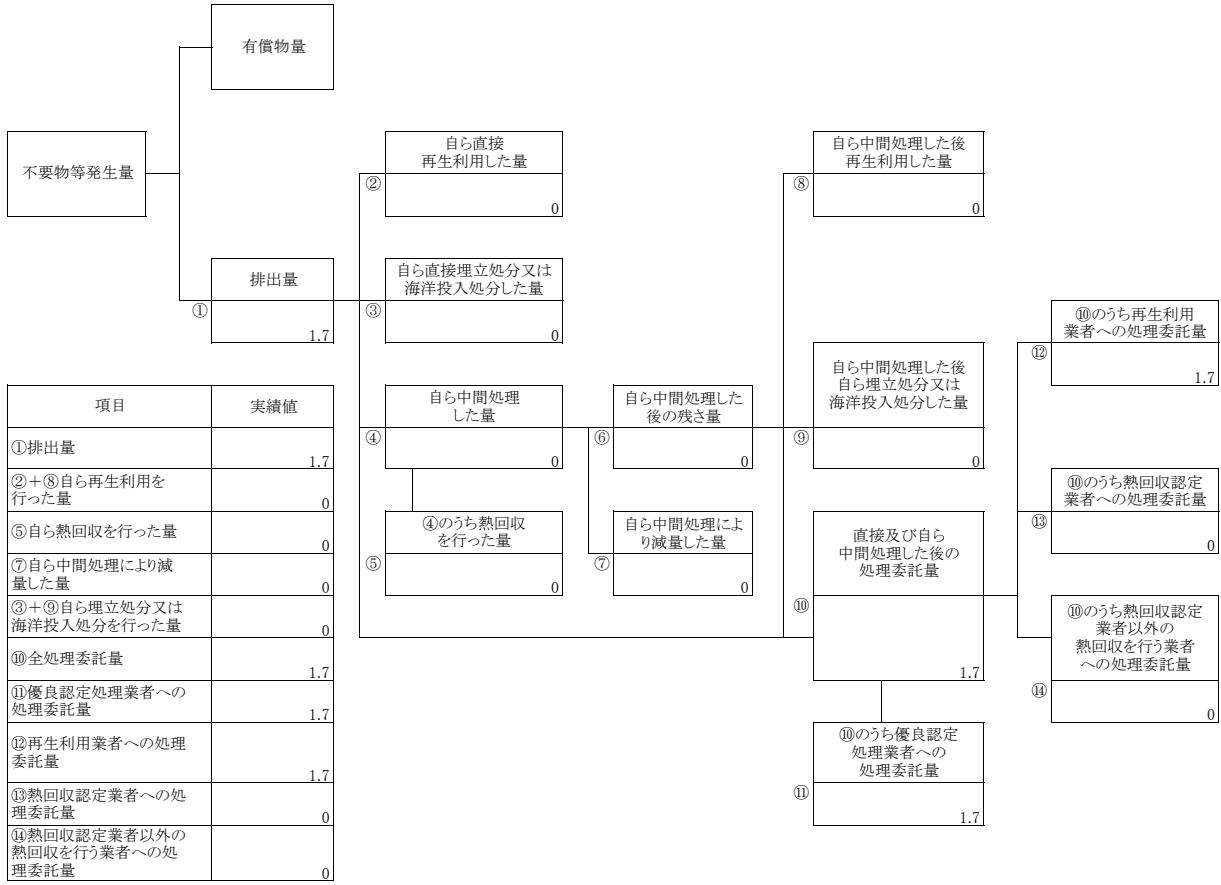 有償物量
不要物等発生量
自ら直接
再生利用した量
②
0
自ら中間処理した後
再生利用した量
⑧
0
排出量
①
1.7
自ら直接埋立処分又は
海洋投入処分した量
③
0
⑩のうち再生利用
業者への処理委託量
⑫
1.7
自ら中間処理
した量
④
0
自ら中間処理した
後の残さ量
⑥
0
自ら中間処理した後
自ら埋立処分又は
海洋投入処分した量
⑨
0
⑩のうち熱回収認定
業者への処理委託量
⑬
0
④のうち熱回収
を行った量
⑤
0
自ら中間処理によ
り減量した量
⑦
0
直接及び自ら
中間処理した後の
処理委託量
⑩
1.7
⑩のうち熱回収認定
業者以外の
熱回収を行う業者
への処理委託量
⑭
0
⑩のうち優良認定
処理業者への
処理委託量
⑪
1.7
項目 実績値
①排出量
1.7
②+⑧自ら再生利用を
行った量
0
⑤自ら熱回収を行った量
0
⑦自ら中間処理により減
量した量
0
③+⑨自ら埋立処分又は
海洋投入処分を行った量
0
⑩全処理委託量
1.7
⑪優良認定処理業者への
処理委託量
1.7
⑫再生利用業者への処理
委託量
1.7
⑬熱回収認定業者への処
理委託量
0
⑭熱回収認定業者以外の
熱回収を行う業者への処
理委託量
0